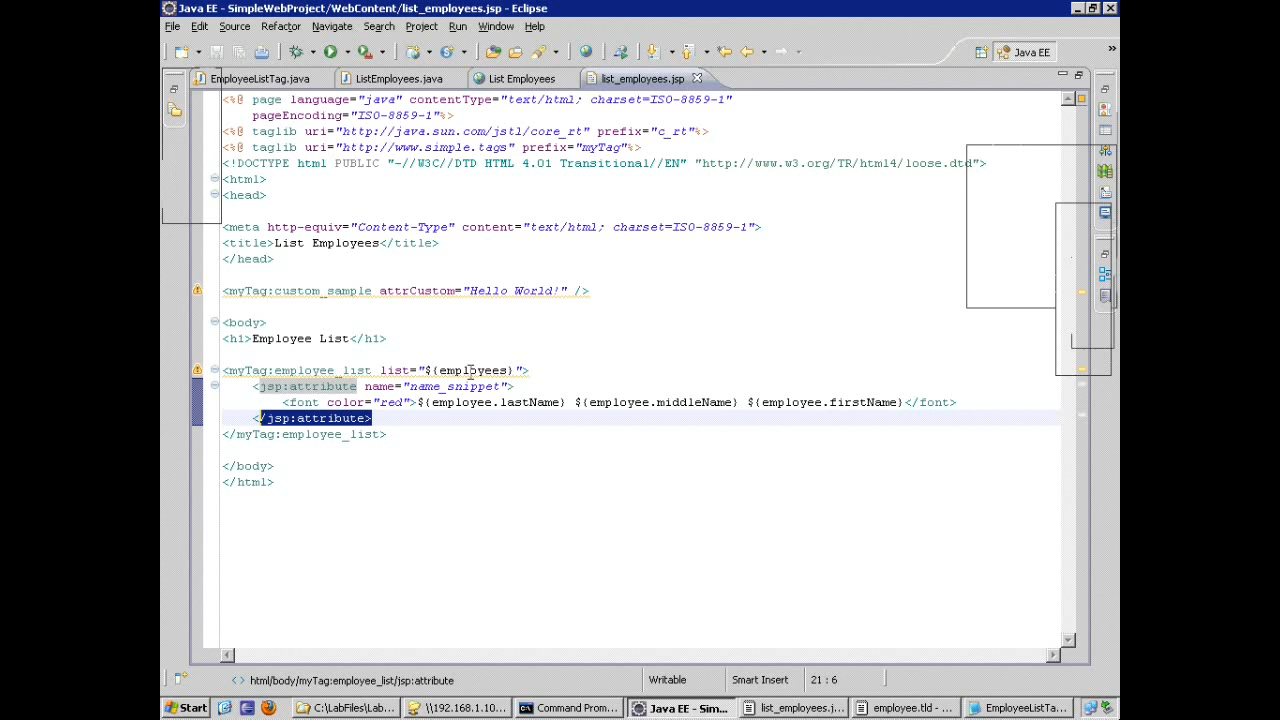 Java EE - SimpleWebProject/WebContent/list_employees.jsp - Eclipse
File Edit Source Refactor Navigate Search Project Run Window Help
Java EE »
EmployeeListTag.java ListEmployees.java List Employees list_employees.jsp
<%@ page language="java" contentType="text/html; charset=ISO-8859-1"
pageEncoding="ISO-8859-1"%>
<%@ taglib uri="http://java.sun.com/jstl/core_rt" prefix="c_rt"%>
<%@ taglib uri="http://www.simple.tags" prefix="myTag"%>
<!DOCTYPE html PUBLIC "-//W3C//DTD HTML 4.01 Transitional//EN" "http://www.w3.org/TR/html4/loose.dtd">
<html>
<head>
<meta http-equiv="Content-Type" content="text/html; charset=ISO-8859-1">
<title>List Employees</title>
</head>
<myTag:custom_sample attrCustom="Hello World!" />
<body>
<h1>Employee List</h1>
<myTag:employee_list list="${employees}">
<jsp:attribute name="name_snippet">
<font color="red">${employee.lastName} ${employee.middleName} ${employee.firstName}</font>
</jsp:attribute>
</myTag:employee_list>
</body>
</html>
<> html/body/myTag:employee_list/jsp:attribute Writable Smart Insert 21 : 6
Start C:\LabFiles\Lab... \\192.168.1.10... Command Prom... Java EE - Sim... list_employees.j... employee.tld - ... EmployeeListTa...